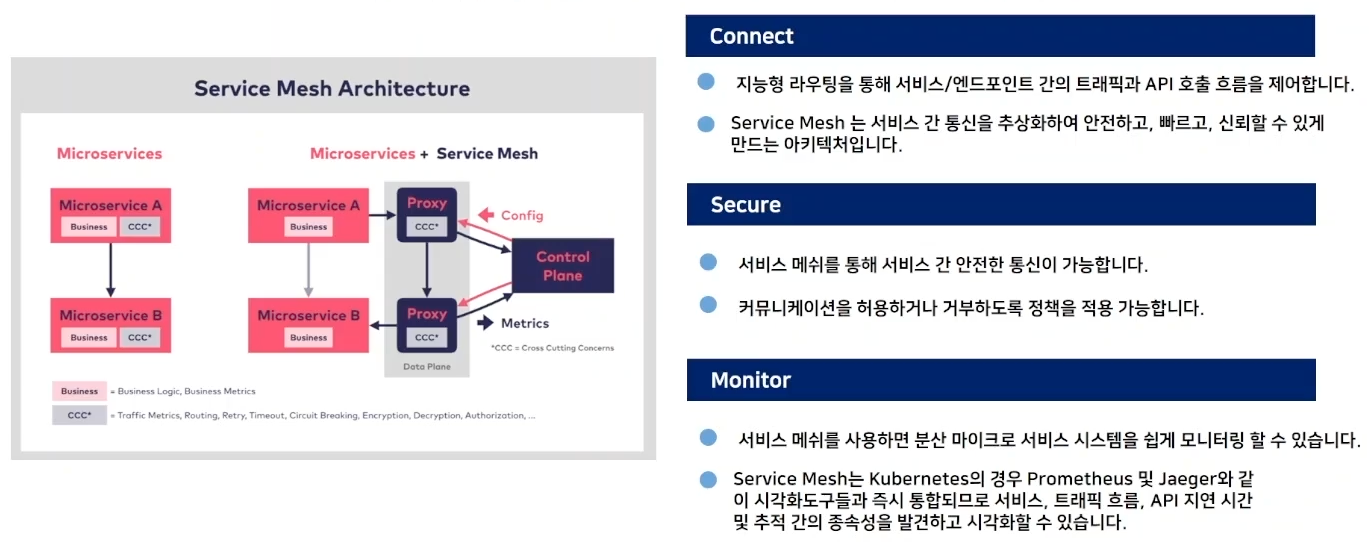 Service Mesh Architecture
Microservices
Microservices + Service Mesh
Microservice A
Business CCC*
Microservice B
Business CCC*
Microservice A
Business
Microservice B
Business
Proxy
CCC*
Proxy
CCC*
Data Plane
Config
Control
Plane
Metrics
*CCC = Cross Cutting Concerns
Business = Business Logic, Business Metrics
CCC* = Traffic Metrics, Routing, Retry, Timeout, Circuit Breaking, Encryption, Decryption, Authorization, ...
Connect
지능형 라우팅을 통해 서비스/엔드포인트 간의 트래픽과 API 호출 흐름을 제어합니다.
Service Mesh 는 서비스 간 통신을 추상화하여 안전하고, 빠르고, 신뢰할 수 있게
만드는 아키텍처입니다.
Secure
서비스 메쉬를 통해 서비스 간 안전한 통신이 가능합니다.
커뮤니케이션을 허용하거나 거부하도록 정책을 적용 가능합니다.
Monitor
서비스 메쉬를 사용하면 분산 마이크로 서비스 시스템을 쉽게 모니터링 할 수 있습니다.
Service Mesh는 Kubernetes의 경우 Prometheus 및 Jaeger와 같
이 시각화도구들과 즉시 통합되므로 서비스, 트래픽 흐름, API 지연 시간
및 추적 간의 종속성을 발견하고 시각화할 수 있습니다.